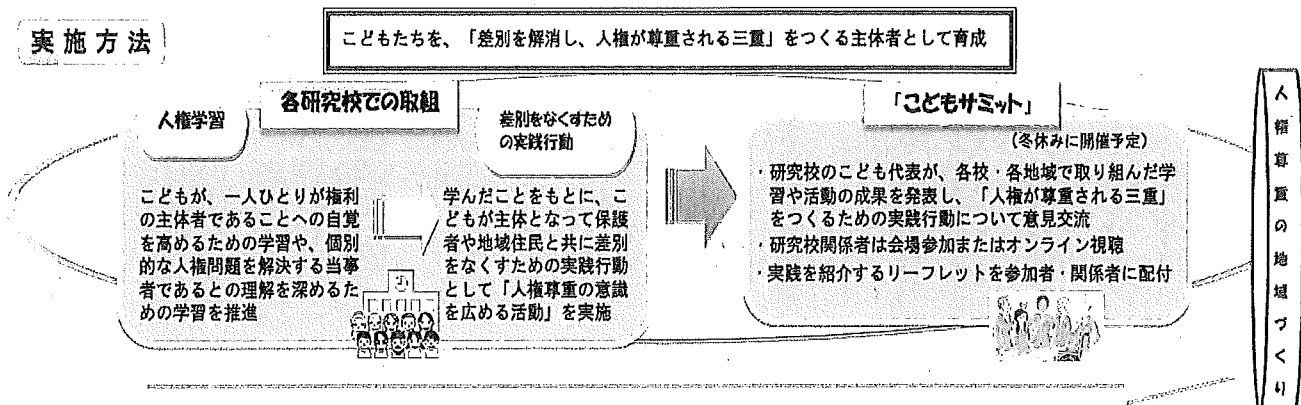 実施方法
こどもたちを、「差別を解消し、人権が尊重される三重」をつくる主体者として育成
各研究校での取組
人権学習
差別をなくすため
の実践行動
こどもが、一人ひとりが権利
の主体者であることへの自覚
を高めるための学習や、個別
的な人権問題を解決する当事
者であるとの理解を深めるた
めの学習を推進
学んだことをもとに、こ
どもが主体となって保護
者や地域住民と共に差別
をなくすための実践行動
として「人権尊重の意識
を広める活動」を実施
「こどもサミット」
(冬休みに開催予定)
・研究校のこども代表が、各校・各地域で取り組んだ学
習や活動の成果を発表し、「人権が尊重される三重」
をつくるための実践行動について意見交流
・研究校関係者は会場参加またはオンライン視聴
・実践を紹介するリーフレットを参加者・関係者に配付
人権尊重の地域づくり